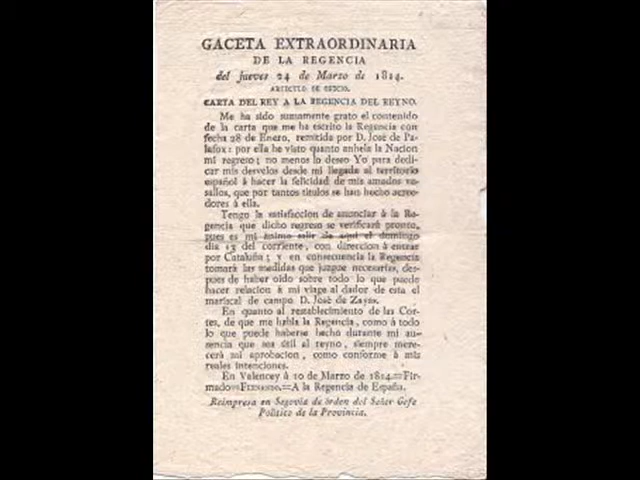 GACETA EXTRAORDINARIA
DE LA REGENCIA
del jueves 24 de Marzo de 1814.
ARTICULO DE OFICIO.
CARTA DEL REY A LA REGENCIA DEL REYNO.
Me ha sido sumamente grato el contenido
de la carta que me ha escrito la Regencia con
fecha 28 de Enero, remitida por D. José de Pa-
lafox: por ella he visto quanto anhela la Nacion
mi regreso; no menos lo deseo Yo para dedi-
car mis desvelos desde mi llegada al territorio
español á hacer la felicidad de mis amados va-
sallos, que por tantos titulos se han hecho acree-
dores á ella.
Tengo la satisfaccion de anunciar á la Re-
gencia que dicho regreso se verificará pronto,
pues es mi ánimo salir de aquí el domingo
dia 13 del corriente, con direccion á entrar
por Cataluña; y en consecuencia la Regencia
tomará las medidas que juzgue necesarias, des-
pues de haber oido sobre todo lo que puede
hacer relacion á mi viage al dador de esta el
mariscal de campo D. José de Zayas.
En quanto al restablecimiento de las Cor-
tes, de que me habla la Regencia, como á todo
lo que puede haberse hecho durante mi au-
sencia que sea útil al reyno, siempre mere-
cerá mi aprobacion, como conforme á mis
reales intenciones.
En Valencey á 10 de Marzo de 1814.=Fir-
mado=FERNANDO.=A la Regencia de España.
Reimpresa en Segovia de órden del Señor Gefe
Político de la Provincia.